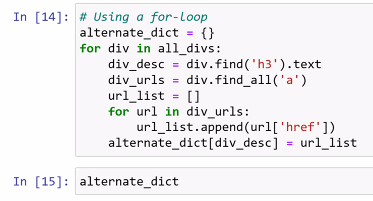 In [14]: # Using a for-loop
alternate_dict = {}
for div in all_divs:
    div_desc = div.find('h3').text
    div_urls = div.find_all('a')
    url_list = []
    for url in div_urls:
        url_list.append(url['href'])
    alternate_dict[div_desc] = url_list
In [15]: alternate_dict